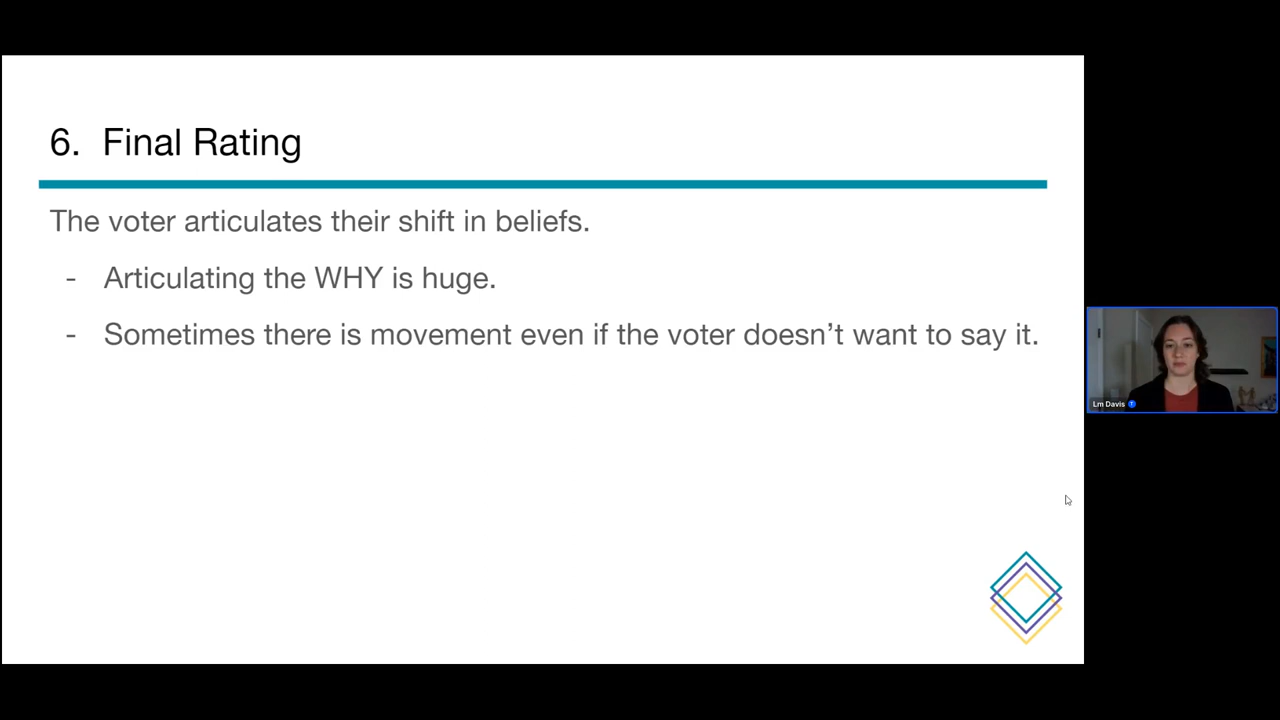 6. Final Rating
The voter articulates their shift in beliefs.
- Articulating the WHY is huge.
- Sometimes there is movement even if the voter doesn’t want to say it.
Lm Davis